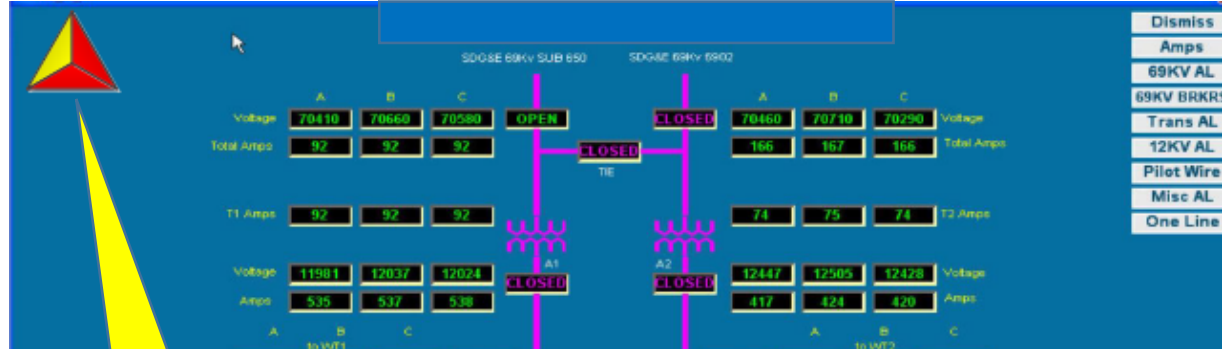 Dismiss
Amps
69KV AL
69KV BRKRS
Trans AL
12KV AL
Pilot Wire
Misc AL
One Line
SDG&E 69Kv SUB 650 SDG&E 69Kv 6902
A B C A B C
Voltage 70410 70660 70580 OPEN CLOSED 70460 70710 70290 Voltage
Total Amps 92 92 92 CLOSED 166 167 166 Total Amps
TIE
T1 Amps 92 92 92 74 75 74 T2 Amps
A1 A2
Voltage 11981 12037 12024 CLOSED CLOSED 12447 12505 12428 Voltage
Amps 535 537 538 417 424 420 Amps
A B C A B C
to WT1 to WT2